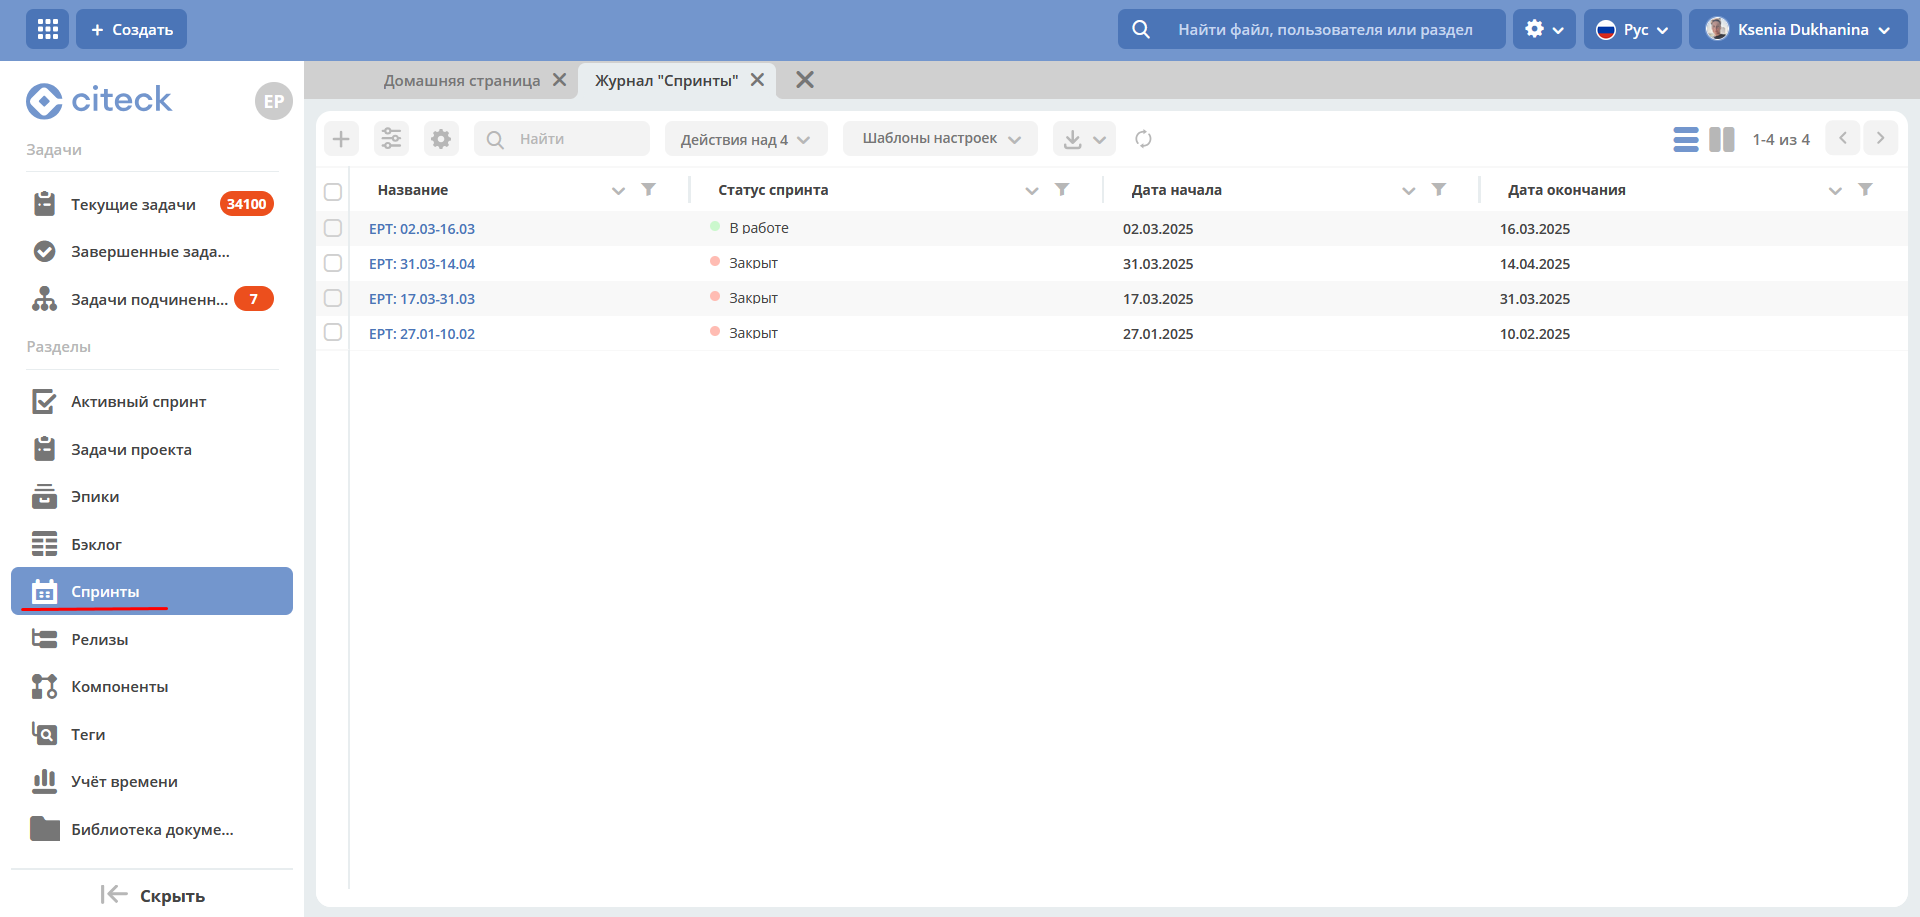 + Создать
Найти файл, пользователя или раздел
Рус
Ksenia Dukhanina
citeck
EP
Домашняя страница
Журнал "Спринты"
Задачи
Текущие задачи 34100
Завершенные зада...
Задачи подчиненн... 7
Разделы
Активный спринт
Задачи проекта
Эпики
Бэклог
Спринты
Релизы
Компоненты
Теги
Учёт времени
Библиотека докуме...
Скрыть
Найти
Действия над 4
Шаблоны настроек
1-4 из 4
Название Статус спринта Дата начала Дата окончания
EPT: 02.03-16.03 В работе 02.03.2025 16.03.2025
EPT: 31.03-14.04 Закрыт 31.03.2025 14.04.2025
EPT: 17.03-31.03 Закрыт 17.03.2025 31.03.2025
EPT: 27.01-10.02 Закрыт 27.01.2025 10.02.2025